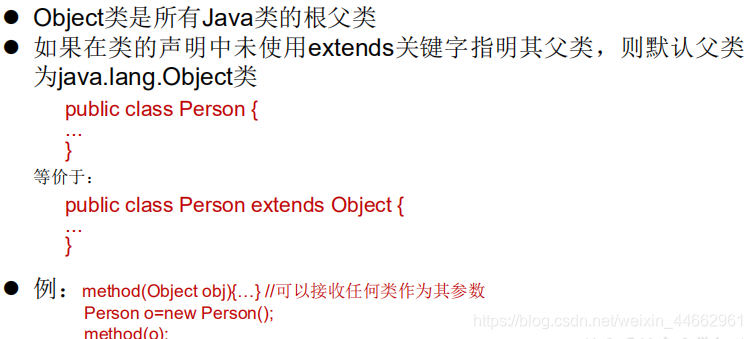 ● Object类是所有Java类的根父类
● 如果在类的声明中未使用extends关键字指明其父类，则默认父类
为java.lang.Object类
public class Person {
...
}
等价于：
public class Person extends Object {
...
}
● 例：method(Object obj){…} //可以接收任何类作为其参数
Person o=new Person();
method(o);
https://blog.csdn.net/weixin_44662961